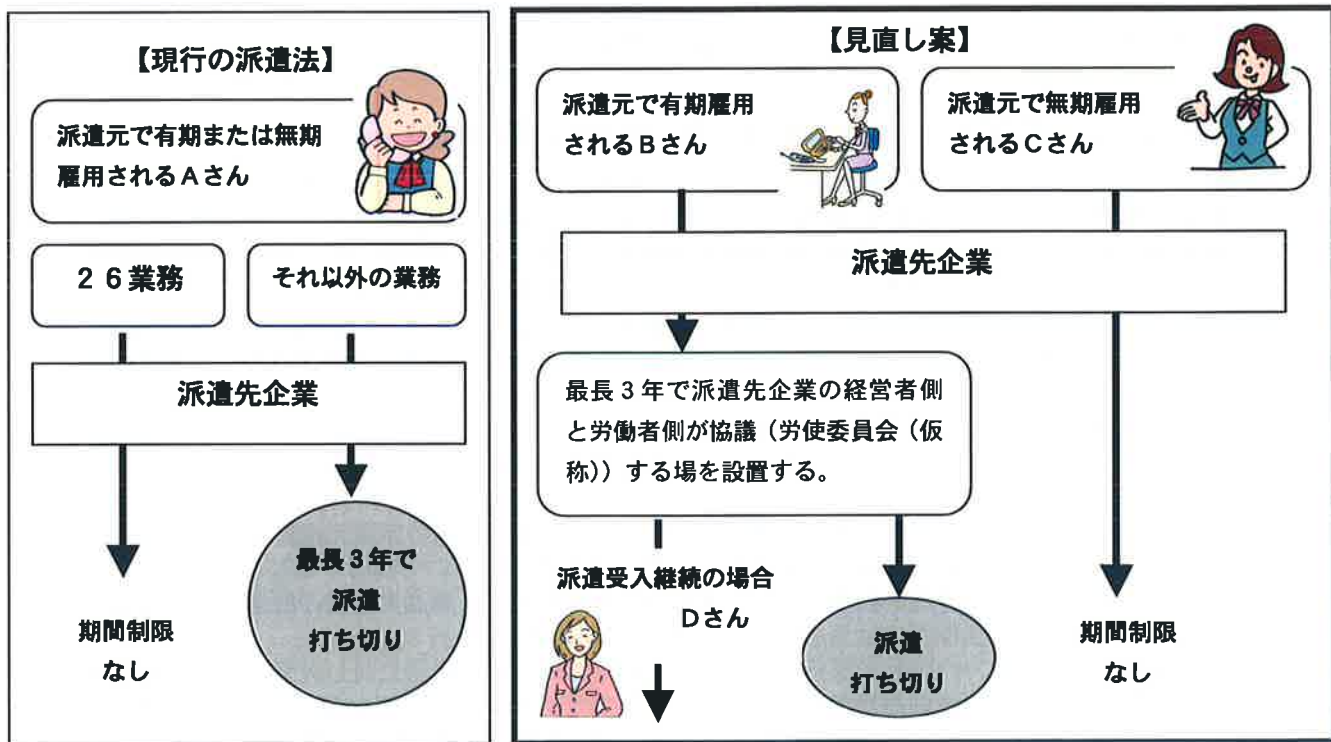 【現行の派遣法】
派遣元で有期または無期
雇用されるAさん
26業務
それ以外の業務
派遣先企業
期間制限
なし
最長3年で
派遣
打ち切り
【見直し案】
派遣元で有期雇用
されるBさん
派遣元で無期雇用
されるCさん
派遣先企業
最長3年で派遣先企業の経営者側
と労働者側が協議（労使委員会（仮
称））する場を設置する。
派遣受入継続の場合
Dさん
派遣
打ち切り
期間制限
なし